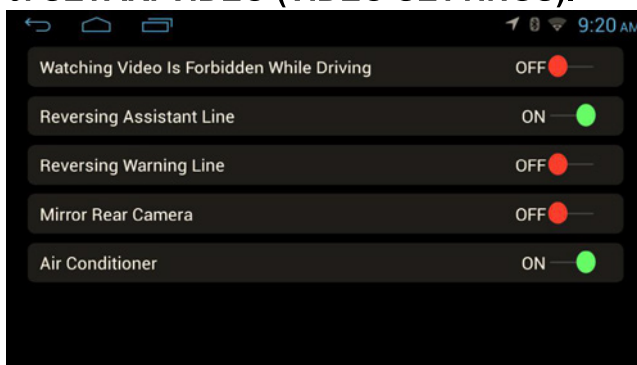 9:20 AM
Watching Video Is Forbidden While Driving OFF
Reversing Assistant Line ON
Reversing Warning Line OFF
Mirror Rear Camera OFF
Air Conditioner ON